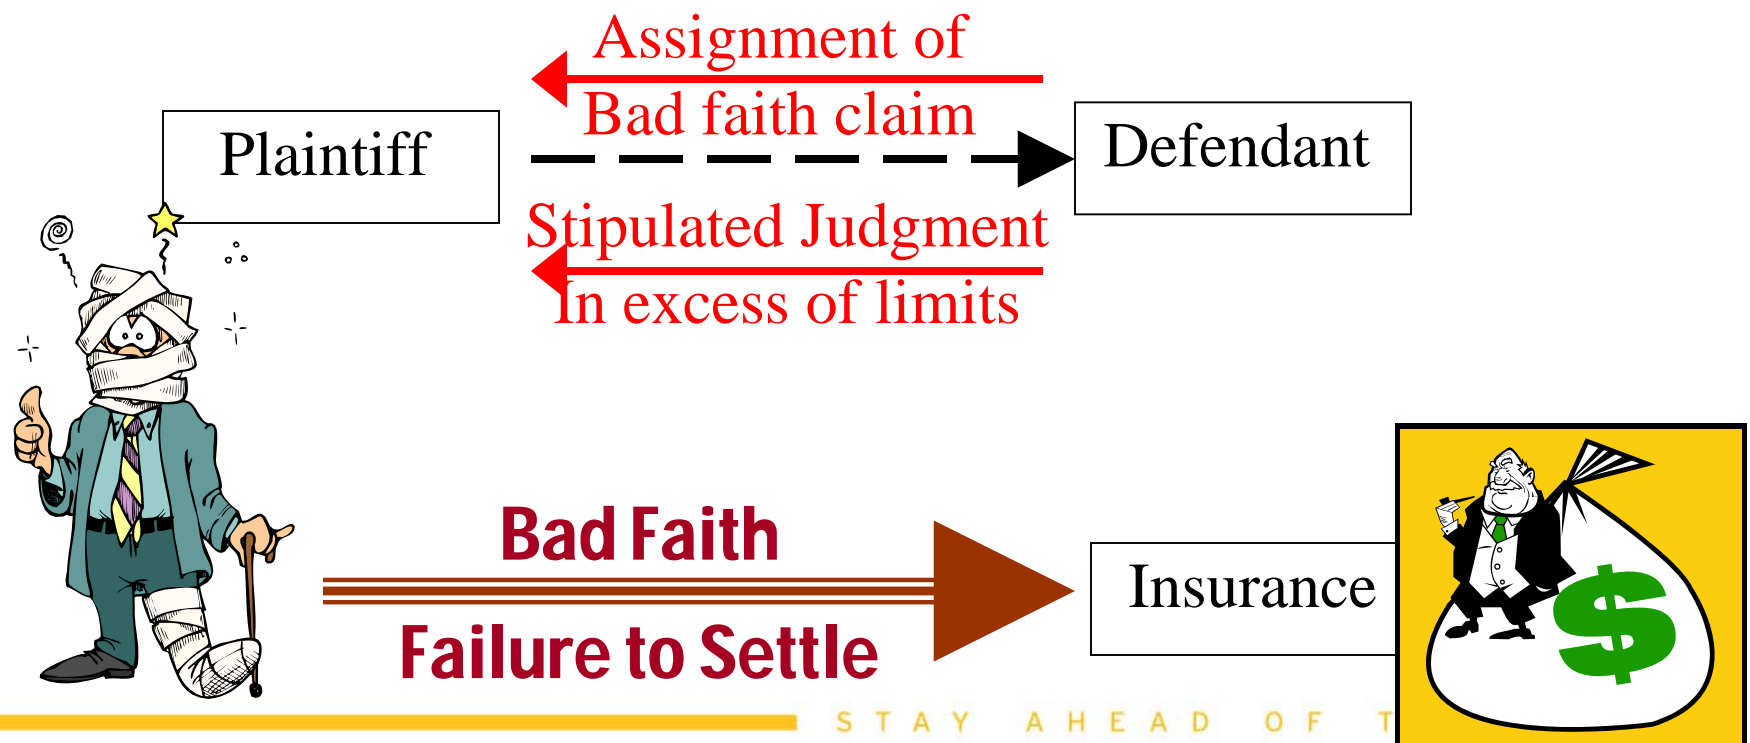 Assignment of
Plaintiff
Bad faith claim
Defendant
Stipulated Judgment
In excess of limits
Bad Faith
Insurance
$
Failure to Settle
STAY AHEAD OF T